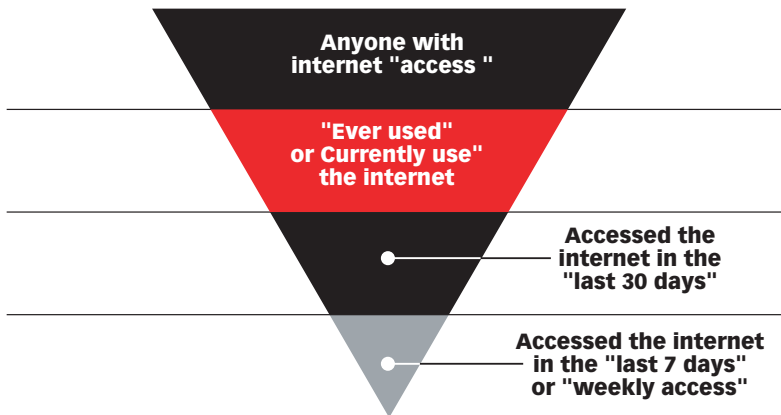 Anyone with
internet "access "
"Ever used"
or Currently use"
the internet
Accessed the
internet in the
"last 30 days"
Accessed the internet
in the "last 7 days"
or "weekly access"